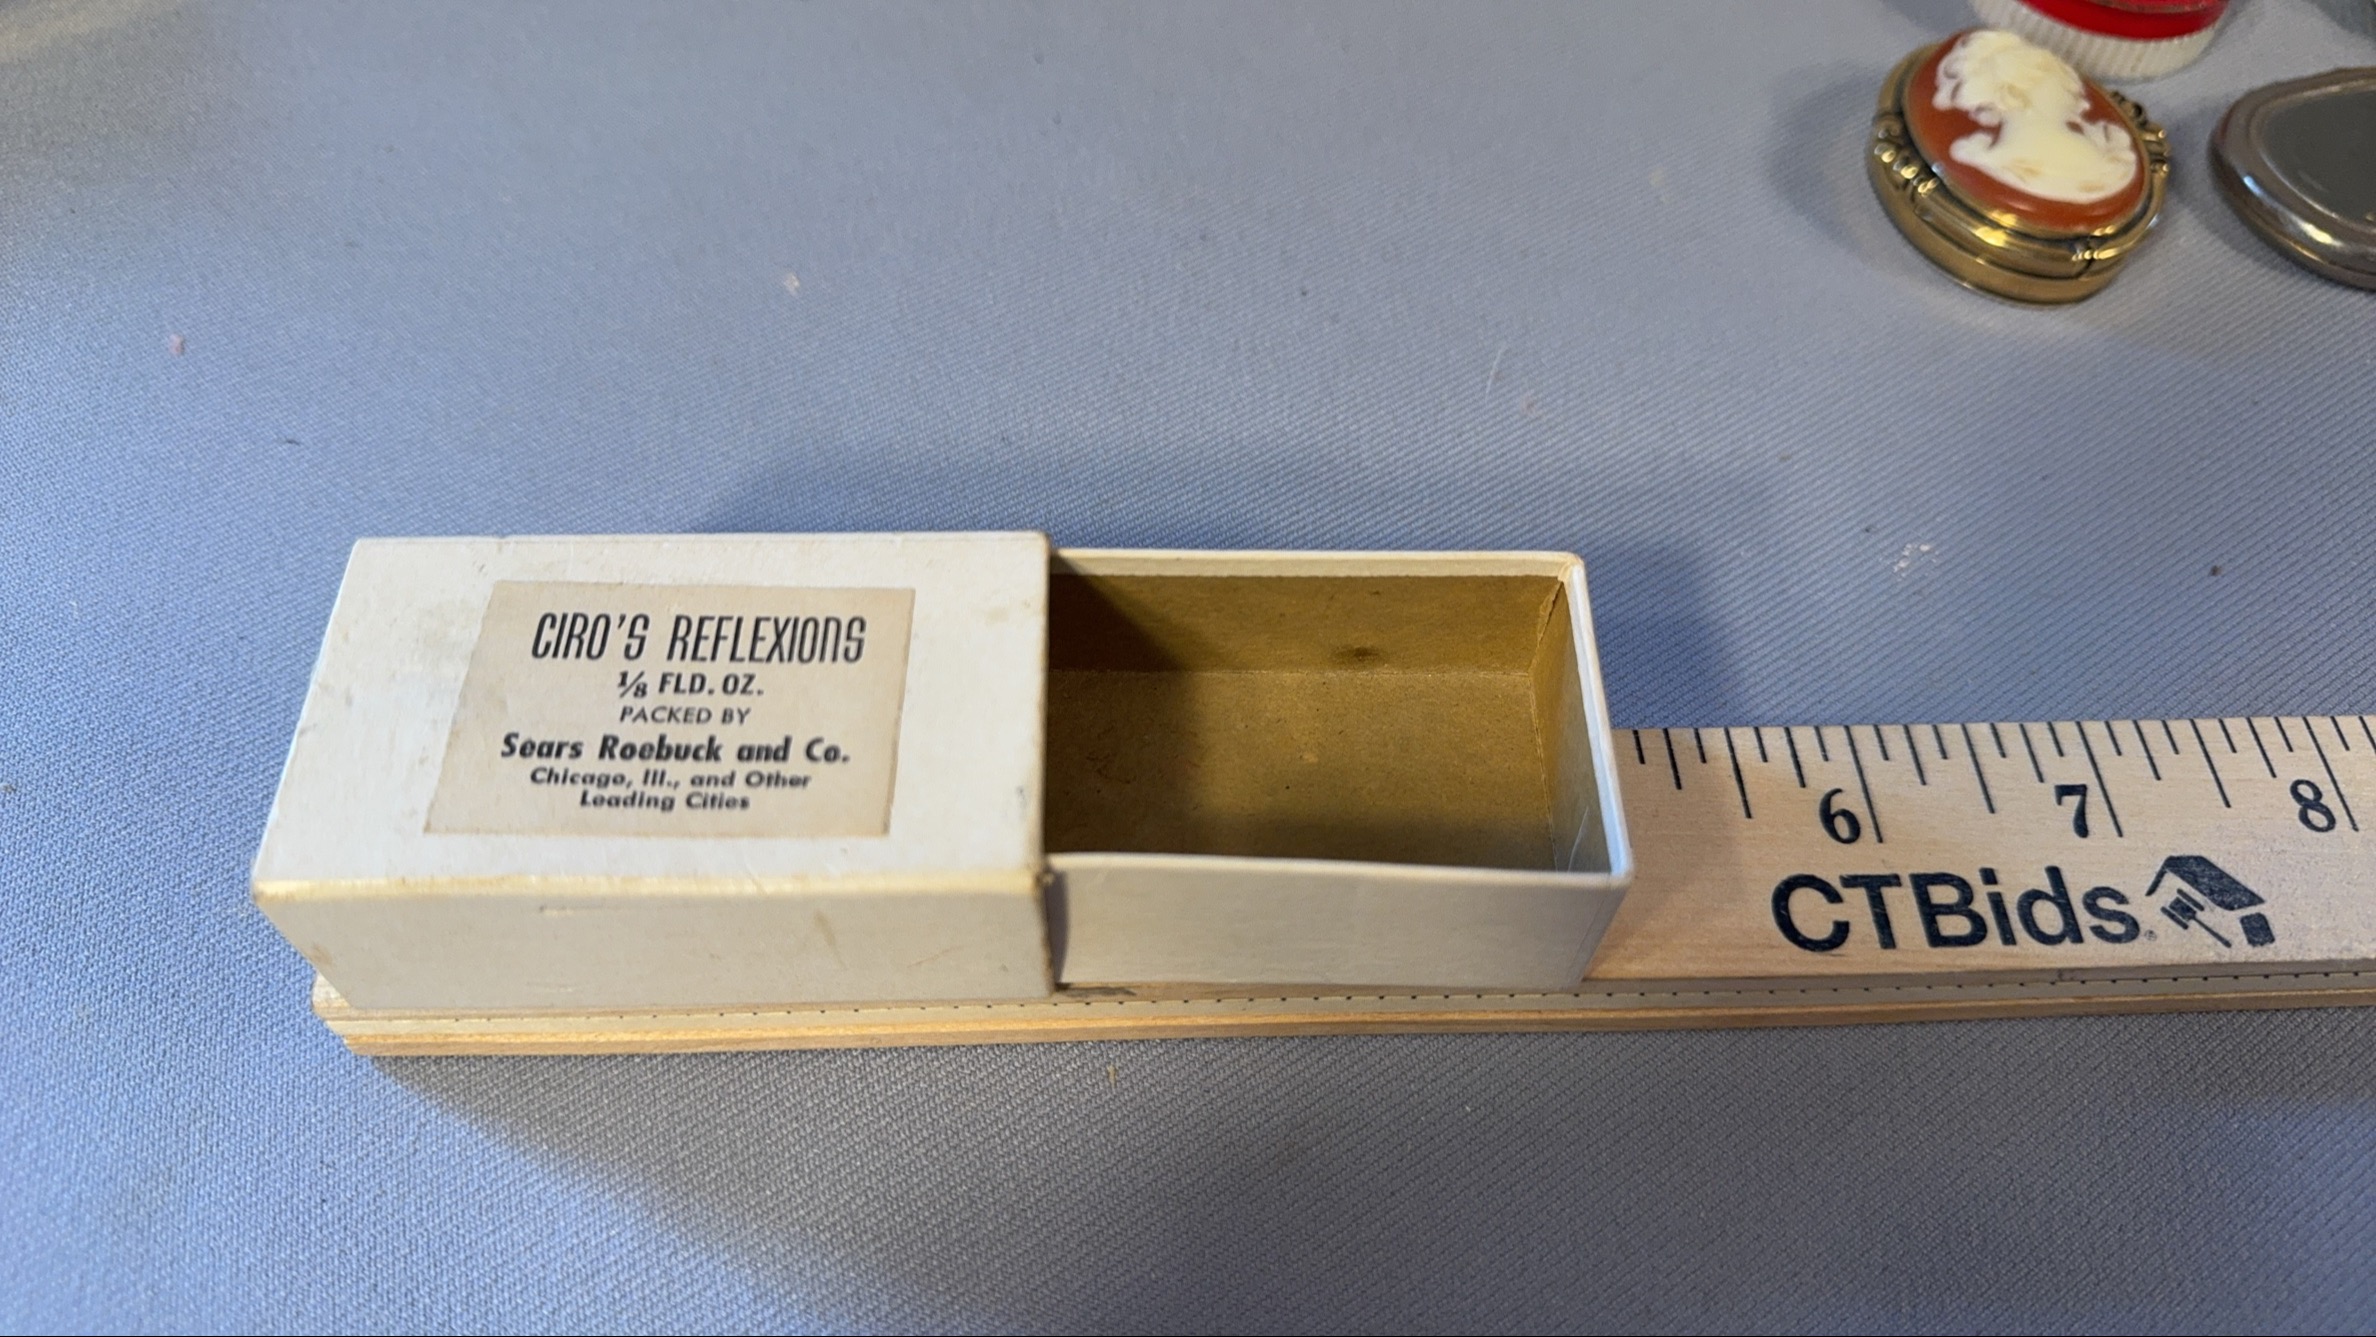 CIRO'S REFLEXIONS
1/8 FLD. OZ.
PACKED BY
Sears Roebuck and Co.
Chicago, Ill., and Other
Leading Cities
6 7 8
CTBids